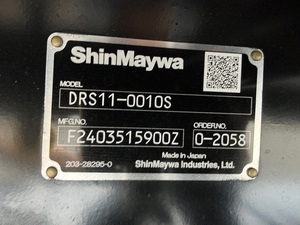 ShinMaywa
MODEL
DRS11-0010S
MFG.NO. ORDER.NO.
F2403515900Z 0-2058
Made in Japan
203-28295-0 ShinMaywa Industries, Ltd.